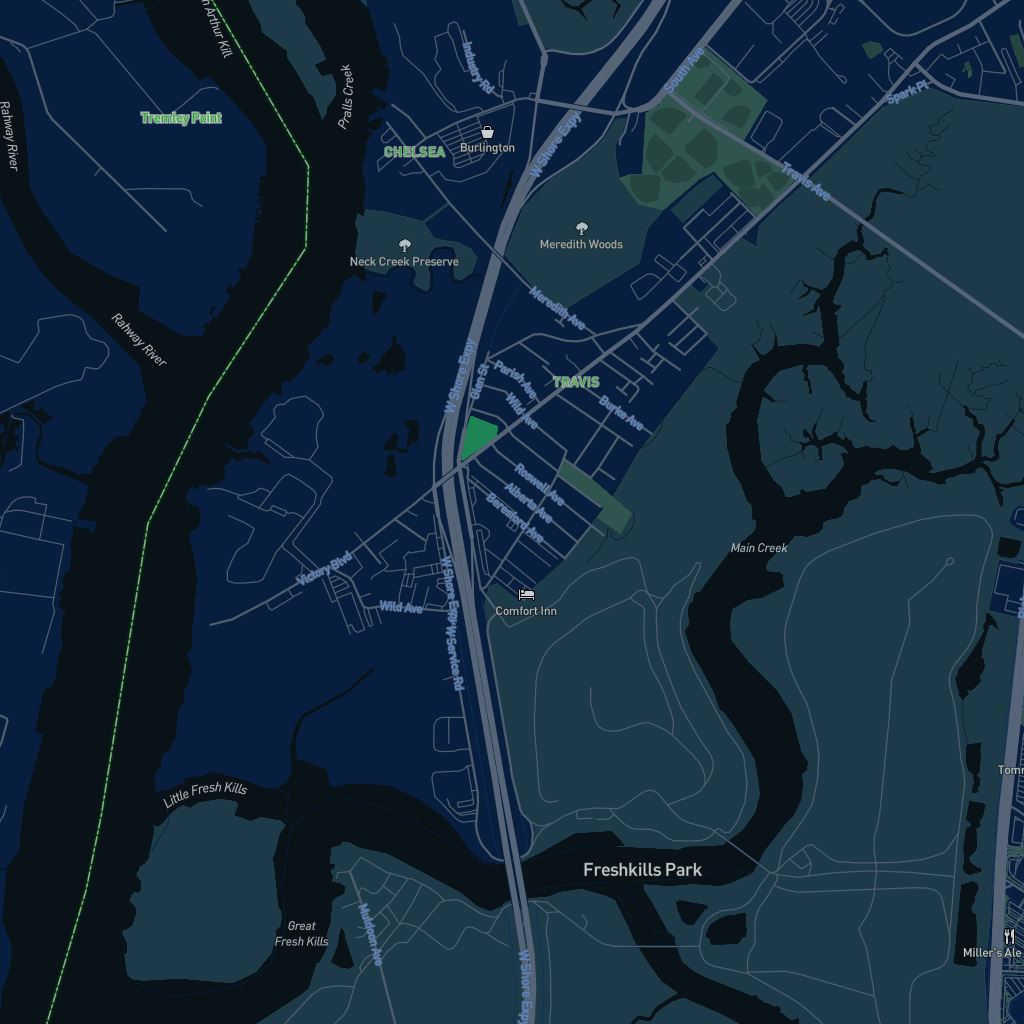 n Arthur Kill
Industry Rd
South Ave
Pralls Creek
Spark Pl
Rahway River
Tremley Point
Burlington
CHELSEA
W Shore Expy
Travis Ave
Meredith Woods
Neck Creek Preserve
Meredith Ave
Rahway River
W Shore Expy
Glen St
Parish Ave
TRAVIS
Wild Ave
Burke Ave
Roswell Ave
Alberta Ave
Beresford Ave
Main Creek
Victory Blvd
W Shore Expy W Service Rd
Wild Ave
Comfort Inn
Tomm
Little Fresh Kills
Freshkills Park
Muldoon Ave
Great
Fresh Kills
Miller's Ale
W Shore Expy